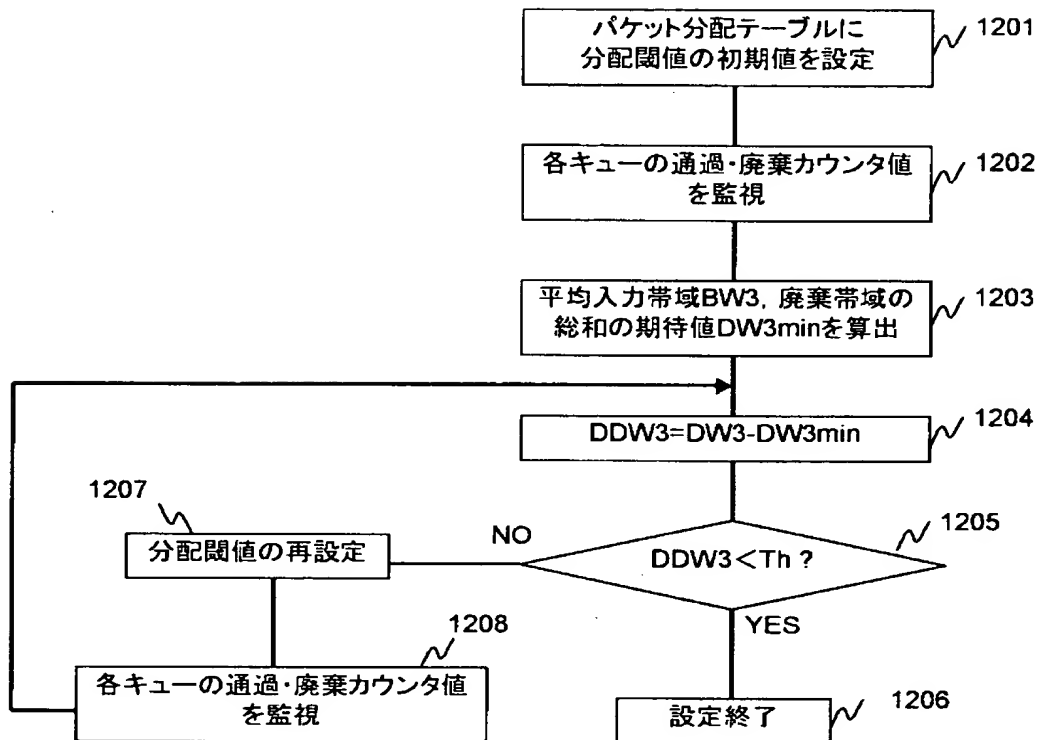 パケット分配テーブルに
分配閾値の初期値を設定
1201
各キューの通過・廃棄カウンタ値
を監視
1202
平均入力帯域BW3, 廃棄帯域の
総和の期待値DW3minを算出
1203
DDW3=DW3-DW3min
1204
DDW3<Th ?
1205
NO
YES
1207
分配閾値の再設定
1208
各キューの通過・廃棄カウンタ値
を監視
設定終了
1206